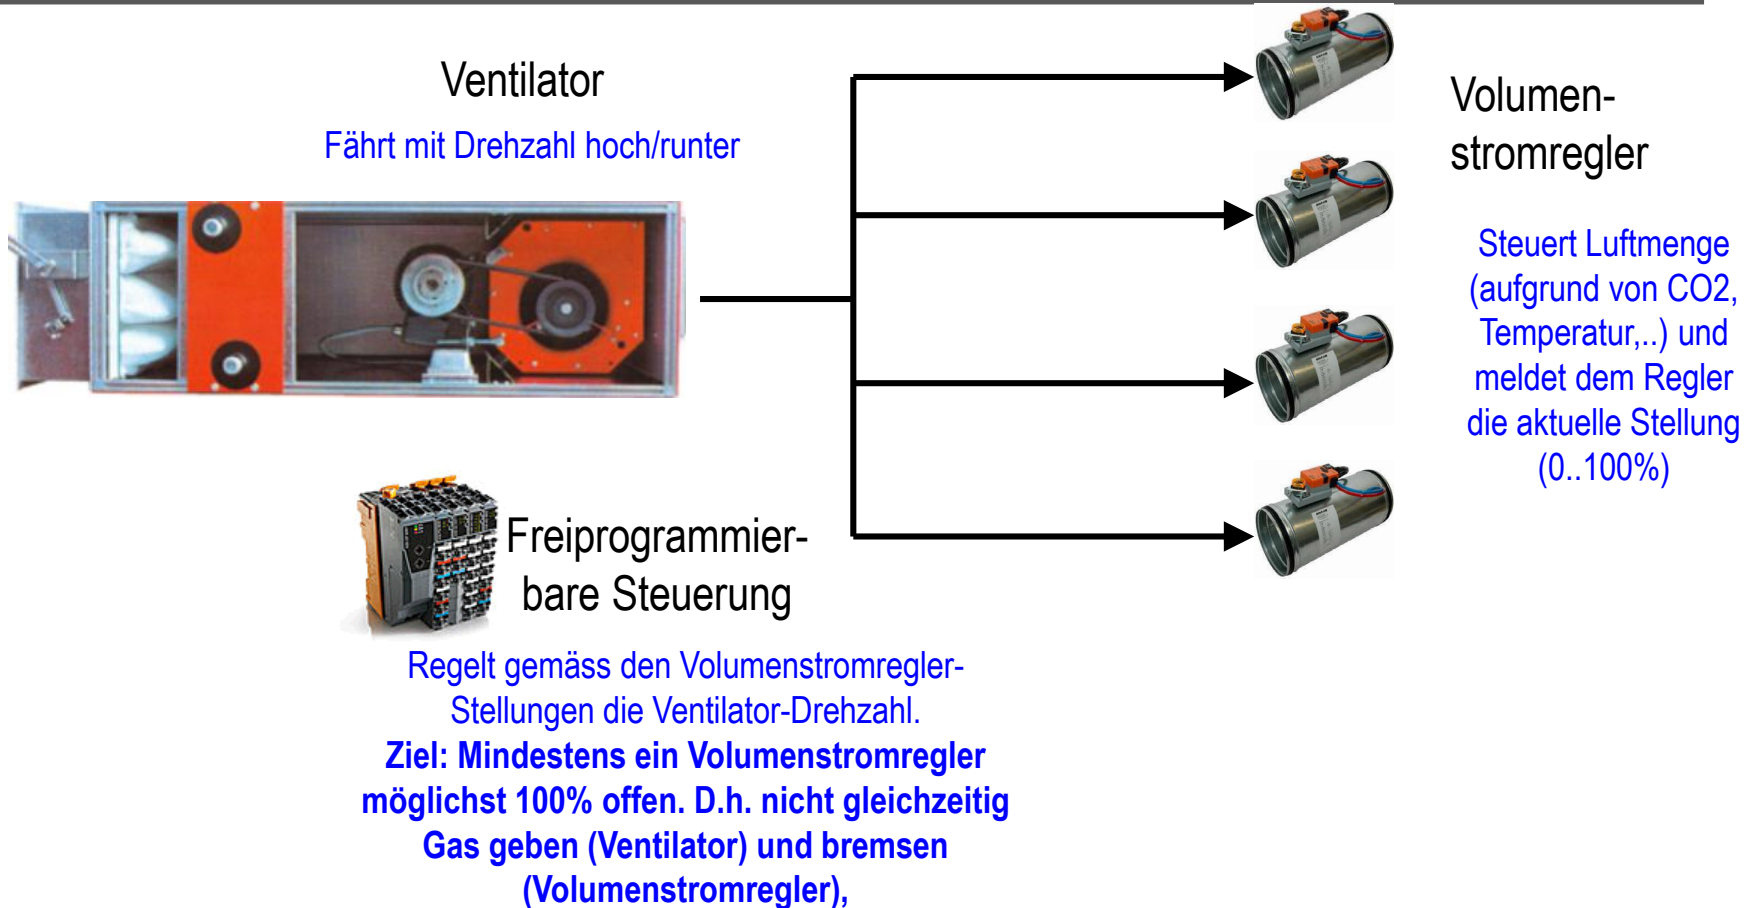 Ventilator
Fährt mit Drehzahl hoch/runter
Volumen-
stromregler
Steuert Luftmenge
(aufgrund von CO2,
Temperatur,..) und
meldet dem Regler
die aktuelle Stellung
(0..100%)
Freiprogrammier-
bare Steuerung
Regelt gemäss den Volumenstromregler-
Stellungen die Ventilator-Drehzahl.
Ziel: Mindestens ein Volumenstromregler
möglichst 100% offen. D.h. nicht gleichzeitig
Gas geben (Ventilator) und bremsen
(Volumenstromregler),